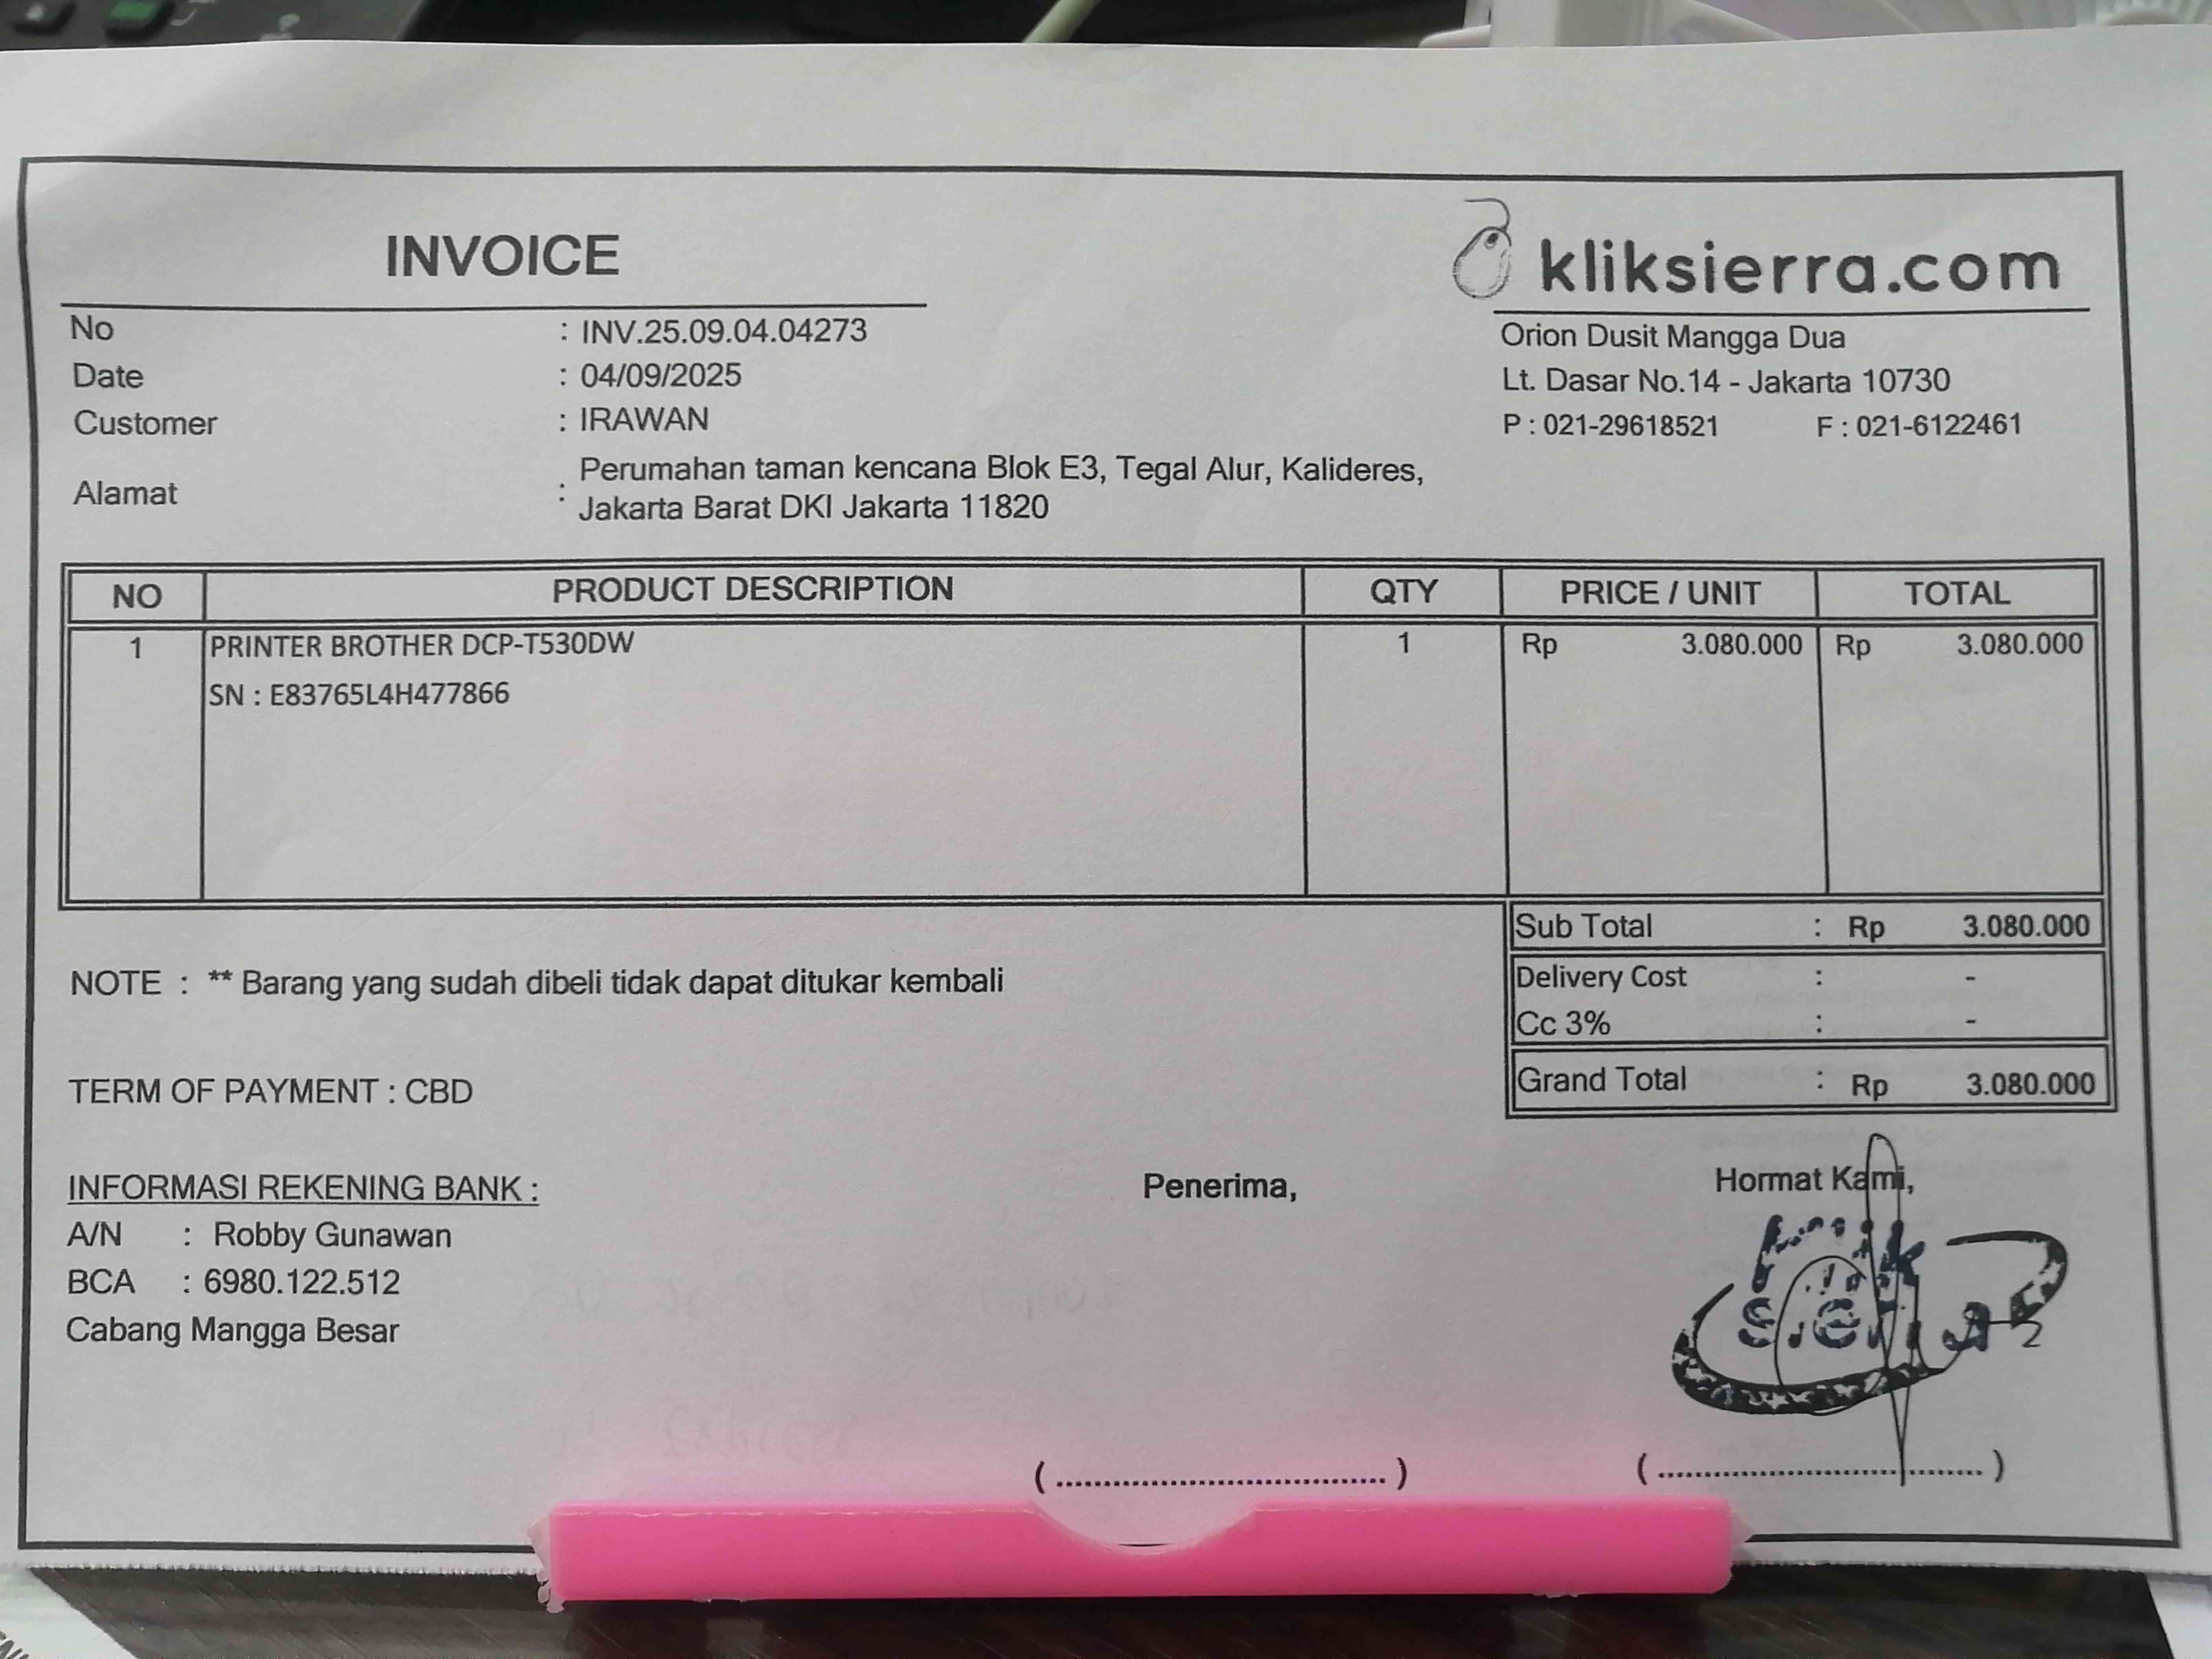 INVOICE
kliksierra.com
No : INV.25.09.04.04273
Date : 04/09/2025
Customer : IRAWAN
Alamat : Perumahan taman kencana Blok E3, Tegal Alur, Kalideres,
Jakarta Barat DKI Jakarta 11820
Orion Dusit Mangga Dua
Lt. Dasar No.14 - Jakarta 10730
P : 021-29618521 F : 021-6122461
NO PRODUCT DESCRIPTION QTY PRICE / UNIT TOTAL
1 PRINTER BROTHER DCP-T530DW 1 Rp 3.080.000 Rp 3.080.000
SN : E83765L4H477866
Sub Total : Rp 3.080.000
Delivery Cost : -
Cc 3% : -
Grand Total : Rp 3.080.000
NOTE : ** Barang yang sudah dibeli tidak dapat ditukar kembali
TERM OF PAYMENT : CBD
INFORMASI REKENING BANK :
A/N : Robby Gunawan
BCA : 6980.122.512
Cabang Mangga Besar
Penerima,
(....................................)
Hormat Kami,
(....................................)